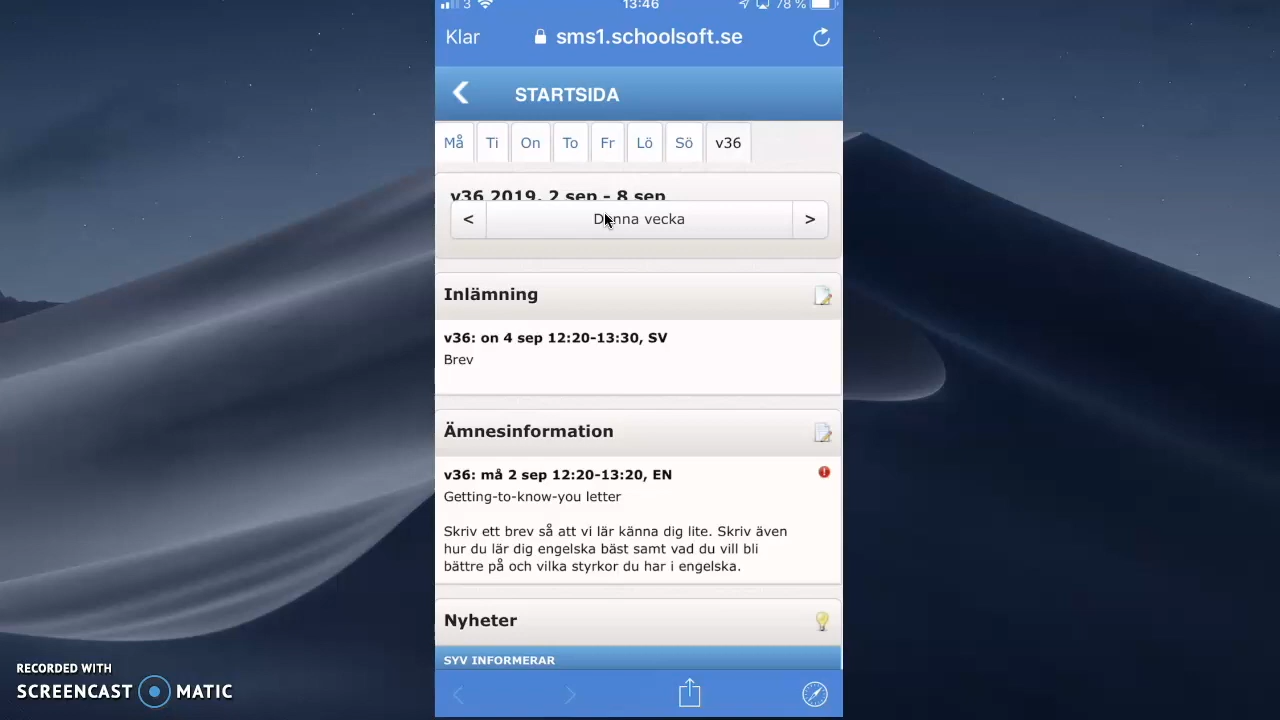 3 13:46 78 %
Klar sms1.schoolsoft.se
STARTSIDA
Må Ti On To Fr Lö Sö v36
v36 2019, 2 sep - 8 sep
< Denna vecka >
Inlämning
v36: on 4 sep 12:20-13:30, SV
Brev
Ämnesinformation
v36: må 2 sep 12:20-13:20, EN
Getting-to-know-you letter
Skriv ett brev så att vi lär känna dig lite. Skriv även
hur du lär dig engelska bäst samt vad du vill bli
bättre på och vilka styrkor du har i engelska.
Nyheter
SYV INFORMERAR
RECORDED WITH
SCREENCAST MATIC